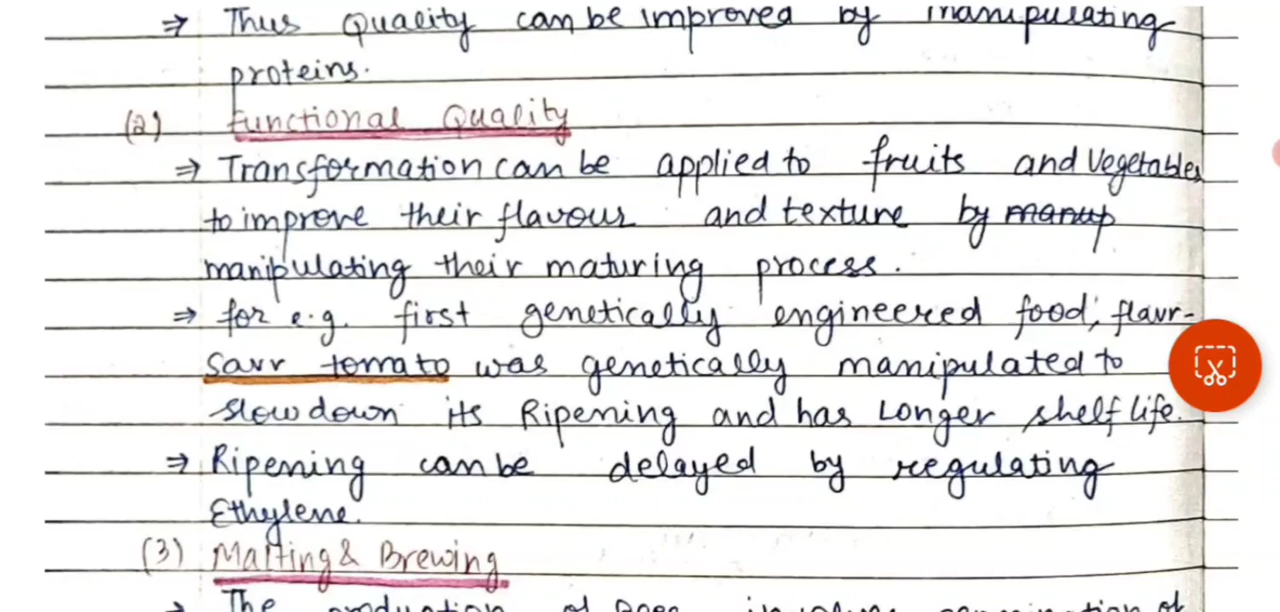 ⇒ Thus Quality can be improved by manipulating
proteins.
(2) Functional Quality
⇒ Transformation can be applied to fruits and Vegetables
to improve their flavour and texture by manup
manipulating their maturing process.
⇒ for e.g. first genetically engineered food, flavr-
Savr tomato was genetically manipulated to
slow down its Ripening and has Longer shelf life.
⇒ Ripening can be delayed by regulating
Ethylene.
(3) Malting & Brewing
The production of